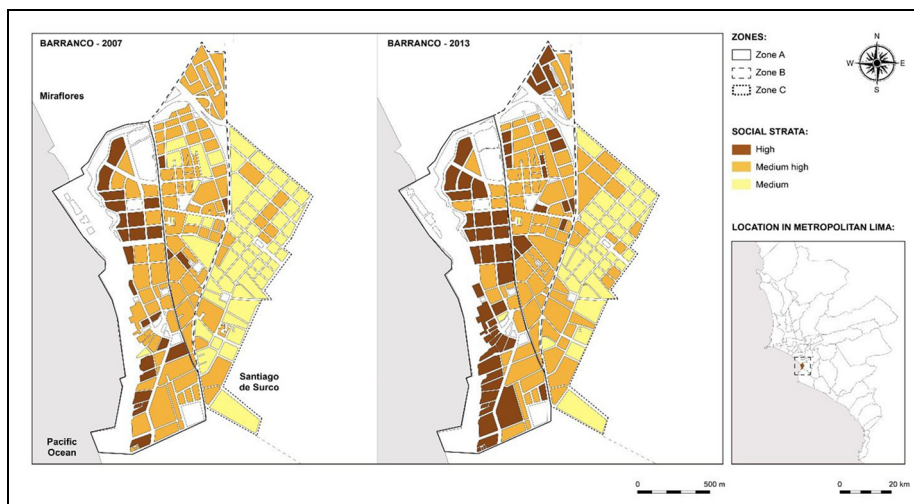 BARRANCO - 2007
Miraflores
Santiago
de Surco
Pacific
Ocean
BARRANCO - 2013
0 500 m
ZONES:
Zone A
Zone B
Zone C
N
W E
S
SOCIAL STRATA:
High
Medium high
Medium
LOCATION IN METROPOLITAN LIMA:
0 20 km